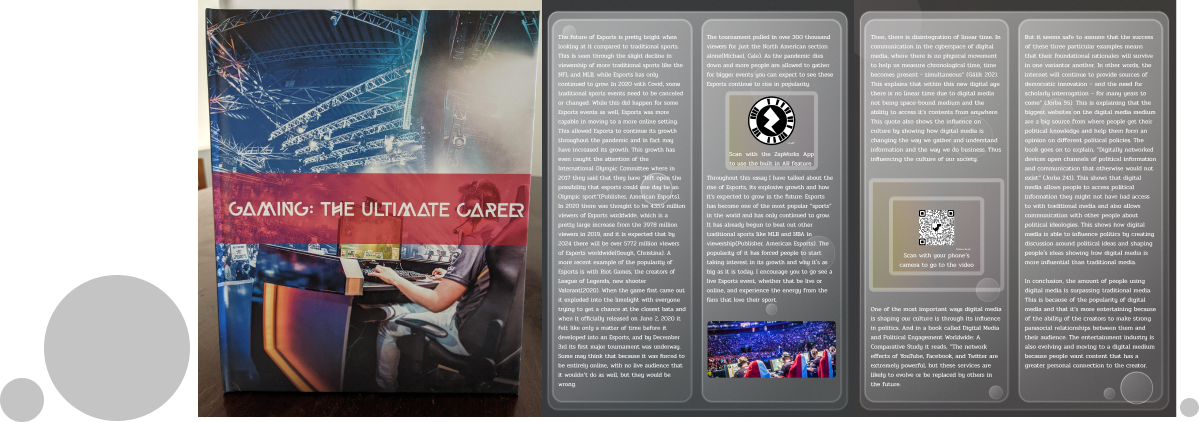 GAMING: THE ULTIMATE CAREER
The future of Esports is pretty bright when
looking at it compared to traditional sports.
This is seen through the slight decline in
viewership of more traditional sports like the
NFL and MLB, while Esports has only
continued to grow. In 2020 with Covid, some
traditional sports events need to be canceled
or changed. While this did happen for some
Esports events as well, Esports was more
capable in moving to a more online setting.
This allowed Esports to continue its growth
throughout the pandemic and in fact may
have increased its growth. This growth has
even caught the attention of the
International Olympic Committee where in
2017 they said that they have "left open the
possibility that esports could one day be an
Olympic sport"(Publisher, American Esports).
In 2020 there was thought to be million
viewers of Esports worldwide, which is a
pretty large increase from the 397.8 million
viewers in 2019, and it is expected that by
2024 there will be over 577.2 million viewers
of Esports worldwide(Gough, Christina). A
more recent example of the popularity of
Esports is with Riot Games, the creators of
League of Legends, new shooter
Valorant(2020). When the game first came out
it exploded into the limelight with everyone
trying to get a chance at the closed beta and
when it officially released on June 2, 2020 it
felt like only a matter of time before it
developed into an Esports, and by December
3rd its first major tournament was underway.
Some may think that because it was forced to
be entirely online, with no live audience that
it wouldn't do as well, but they would be
wrong.
The tournament pulled in over 300 thousand
viewers for just the North American section
alone(Michael, Cale). As the pandemic dies
down and more people are allowed to gather
for bigger events you can expect to see these
Esports continue to rise in popularity.
Scan with the ZapWorks App
to use the built in AR feature
Throughout this essay I have talked about the
rise of Esports, its explosive growth and how
it's expected to grow in the future. Esports
has become one of the most popular "sports"
in the world and has only continued to grow.
It has already begun to beat out other
traditional sports like MLB and NBA in
viewership(Publisher, American Esports). The
popularity of it has forced people to start
taking interest in its growth and why it's as
big as it is today. I encourage you to go see a
live Esports event, whether that be live or
online, and experience the energy from the
fans that love their sport.
Then, there is disintegration of linear time. In
communication in the cyberspace of digital
media, where there is no physical movement
to help us measure chronological time, time
becomes present – simultaneous" (Gálik 202).
This explains that within this new digital age
there is no linear time due to digital media
not being space-bound medium and the
ability to access it's contents from anywhere.
This quote also shows the influence on
culture by showing how digital media is
changing the way we gather and understand
information and the way we do business. Thus
influencing the culture of our society.
Scan with your phone's
camera to go to the video
One of the most important ways digital media
is shaping our culture is through its influence
in politics. And in a book called Digital Media
and Political Engagement Worldwide: A
Comparative Study it reads, "The network
effects of YouTube, Facebook, and Twitter are
extremely powerful, but these services are
likely to evolve or be replaced by others in
the future.
But it seems safe to assume that the success
of these three particular examples means
that their foundational rationales will survive
in one variant or another. In other words, the
internet will continue to provide sources of
democratic innovation – and the need for
scholarly interrogation – for many years to
come" (Jorba 56). This is explaining that the
biggest websites on the digital media medium
are a big source from where people get their
political knowledge and help them form an
opinion on different political policies. The
book goes on to explain, "Digitally networked
devices open channels of political information
and communication that otherwise would not
exist." (Jorba 243). This shows that digital
media allows people to access political
information they might not have had access
to with traditional media and also allows
communication with other people about
political ideologies. This shows how digital
media is able to influence politics by creating
discussion around political ideas and shaping
people's ideas showing how digital media is
more influential than traditional media.
In conclusion, the amount of people using
digital media is surpassing traditional media.
This is because of the popularity of digital
media and that it's more entertaining because
of the ability of the creators to make strong
parasocial relationships between them and
their audience. The entertainment industry is
also evolving and moving to a digital medium
because people want content that has a
greater personal connection to the creator.